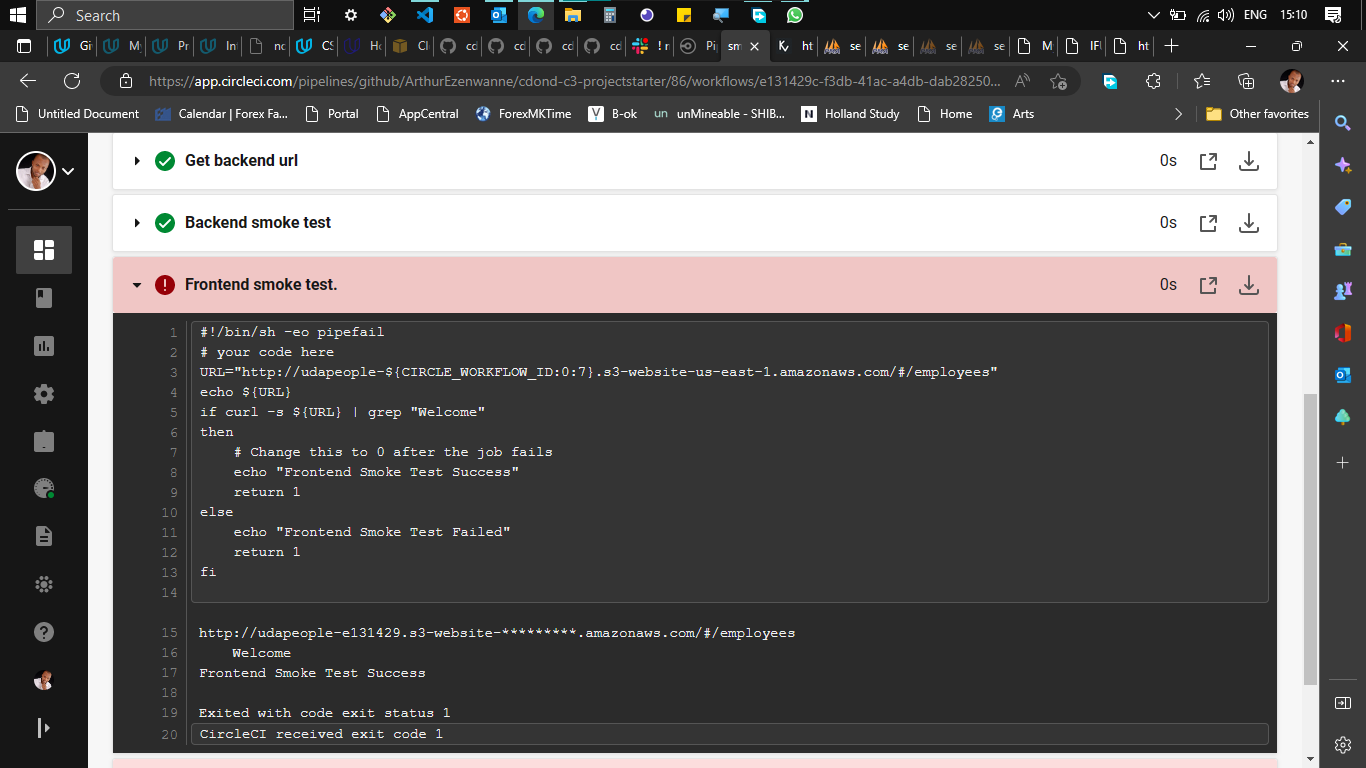 Search
ENG 15:10
Gi
My
Pr
In
nc
CS
Ho
Cl
cd
cd
cd
cd
! r
Pi
sm
ht
se
se
se
se
M
IFI
ht
https://app.circleci.com/pipelines/github/ArthurEzenwanne/cdond-c3-projectstarter/86/workflows/e131429c-f3db-41ac-a4db-dab28250...
Untitled Document
Calendar | Forex Fa...
Portal
AppCentral
ForexMKTime
B-ok
unMineable - SHIB...
Holland Study
Home
Arts
Other favorites
Get backend url 0s
Backend smoke test 0s
Frontend smoke test. 0s
1 #!/bin/sh -eo pipefail
2 # your code here
3 URL="http://udapeople-${CIRCLE_WORKFLOW_ID:0:7}.s3-website-us-east-1.amazonaws.com/#/employees"
4 echo ${URL}
5 if curl -s ${URL} | grep "Welcome"
6 then
7 # Change this to 0 after the job fails
8 echo "Frontend Smoke Test Success"
9 return 1
10 else
11 echo "Frontend Smoke Test Failed"
12 return 1
13 fi
14
15 http://udapeople-e131429.s3-website-*********.amazonaws.com/#/employees
16 Welcome
17 Frontend Smoke Test Success
18
19 Exited with code exit status 1
20 CircleCI received exit code 1